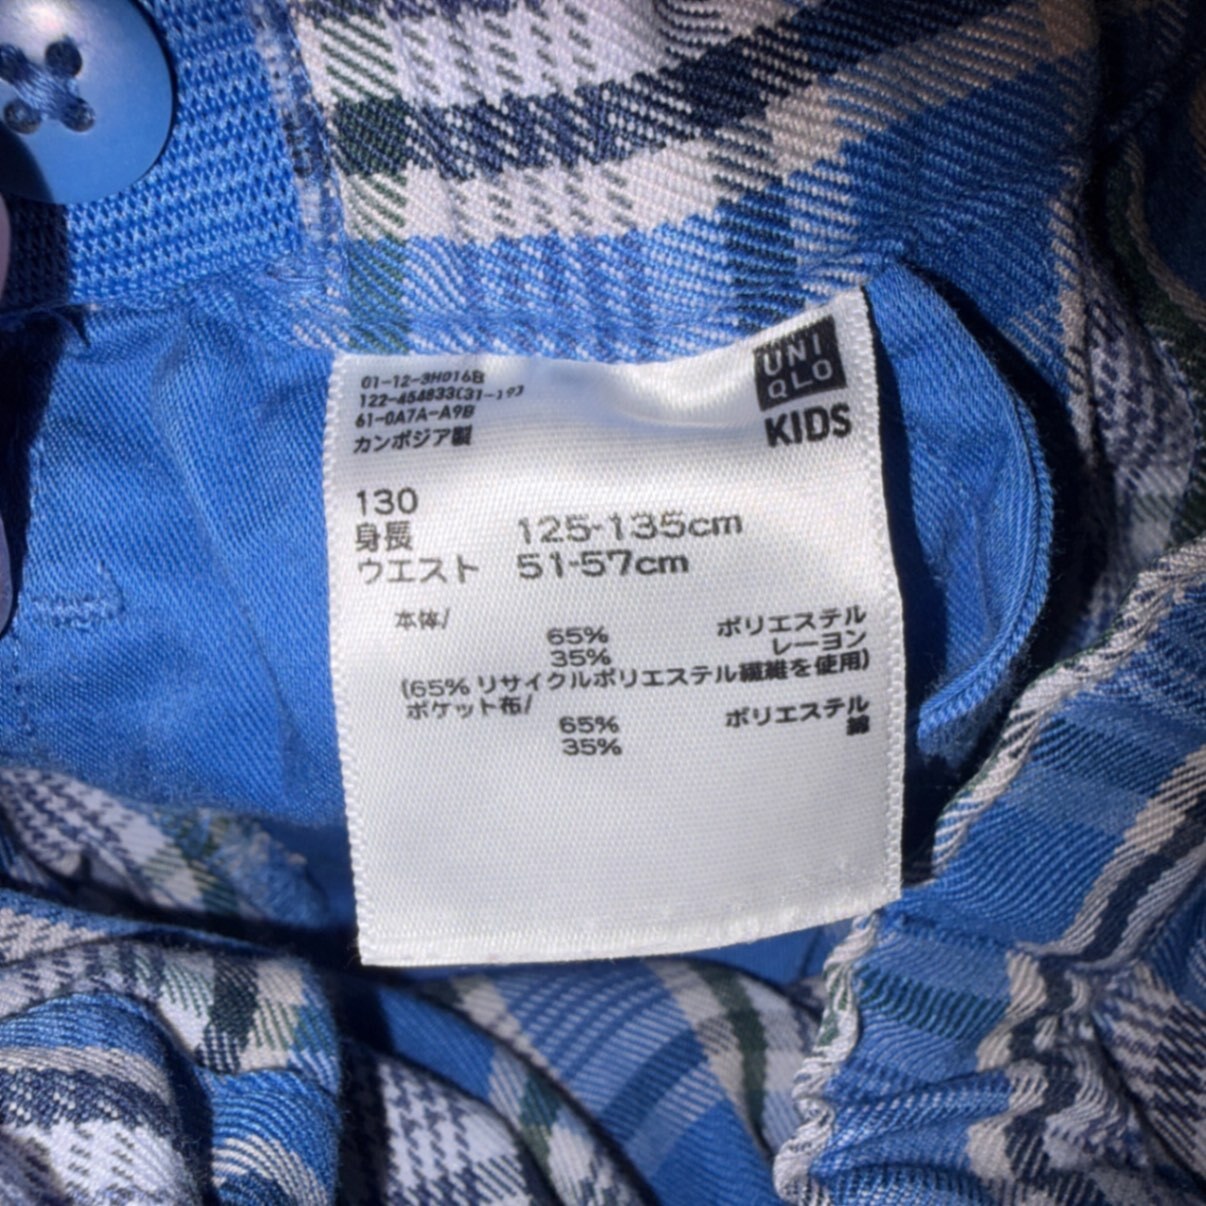 UNI
QLO
KIDS
01-12-3H016B
122-454833(31-19)
61-0A7A-A9B
カンボジア製
130
身長 125-135cm
ウエスト 51-57cm
本体/
65% ポリエステル
35% レーヨン
(65% リサイクルポリエステル繊維を使用)
ポケット布/
65% ポリエステル
35% 綿